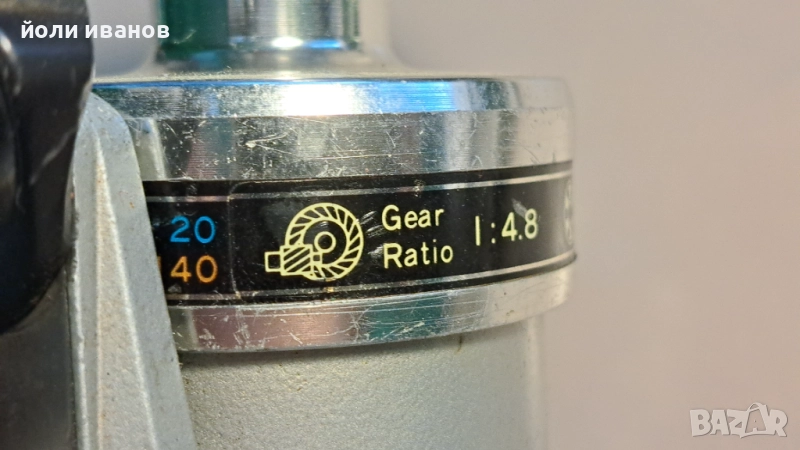 йоли иванов
20
140
Gear
Ratio
1:4.8
BAZAR